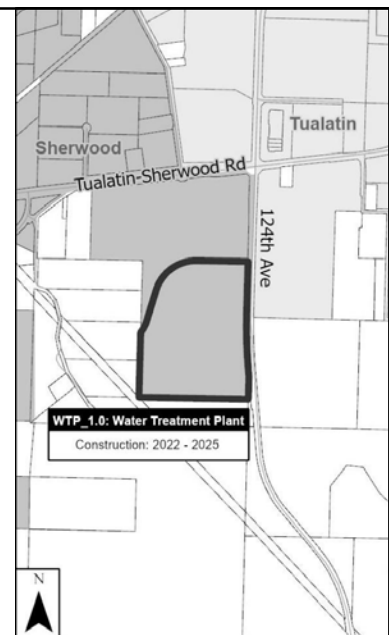 Tualatin
Sherwood
Tualatin-Sherwood Rd
124th Ave
WTP_1.0: Water Treatment Plant
Construction: 2022 - 2025
N